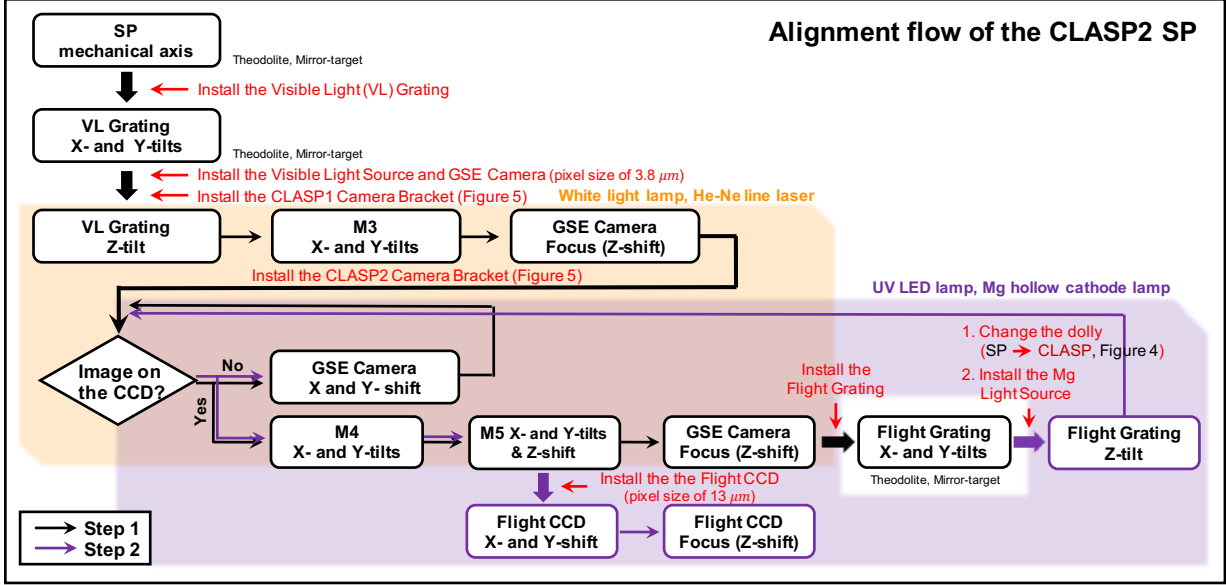 Alignment flow of the CLASP2 SP
SP
mechanical axis
Theodolite, Mirror-target
Install the Visible Light (VL) Grating
VL Grating
X- and Y-tilts
Theodolite, Mirror-target
Install the Visible Light Source and GSE Camera (pixel size of 3.8 μm)
Install the CLASP1 Camera Bracket (Figure 5)
White light lamp, He-Ne line laser
VL Grating
Z-tilt
M3
X- and Y-tilts
GSE Camera
Focus (Z-shift)
Install the CLASP2 Camera Bracket (Figure 5)
UV LED lamp, Mg hollow cathode lamp
1. Change the dolly
(SP → CLASP, Figure 4)
2. Install the Mg
Light Source
Image on
the CCD?
No
Yes
GSE Camera
X and Y- shift
Install the
Flight Grating
M4
X- and Y-tilts
M5 X- and Y-tilts
& Z-shift
GSE Camera
Focus (Z-shift)
Flight Grating
X- and Y-tilts
Theodolite, Mirror-target
Flight Grating
Z-tilt
Install the the Flight CCD
(pixel size of 13 μm)
Flight CCD
X- and Y-shift
Flight CCD
Focus (Z-shift)
Step 1
Step 2